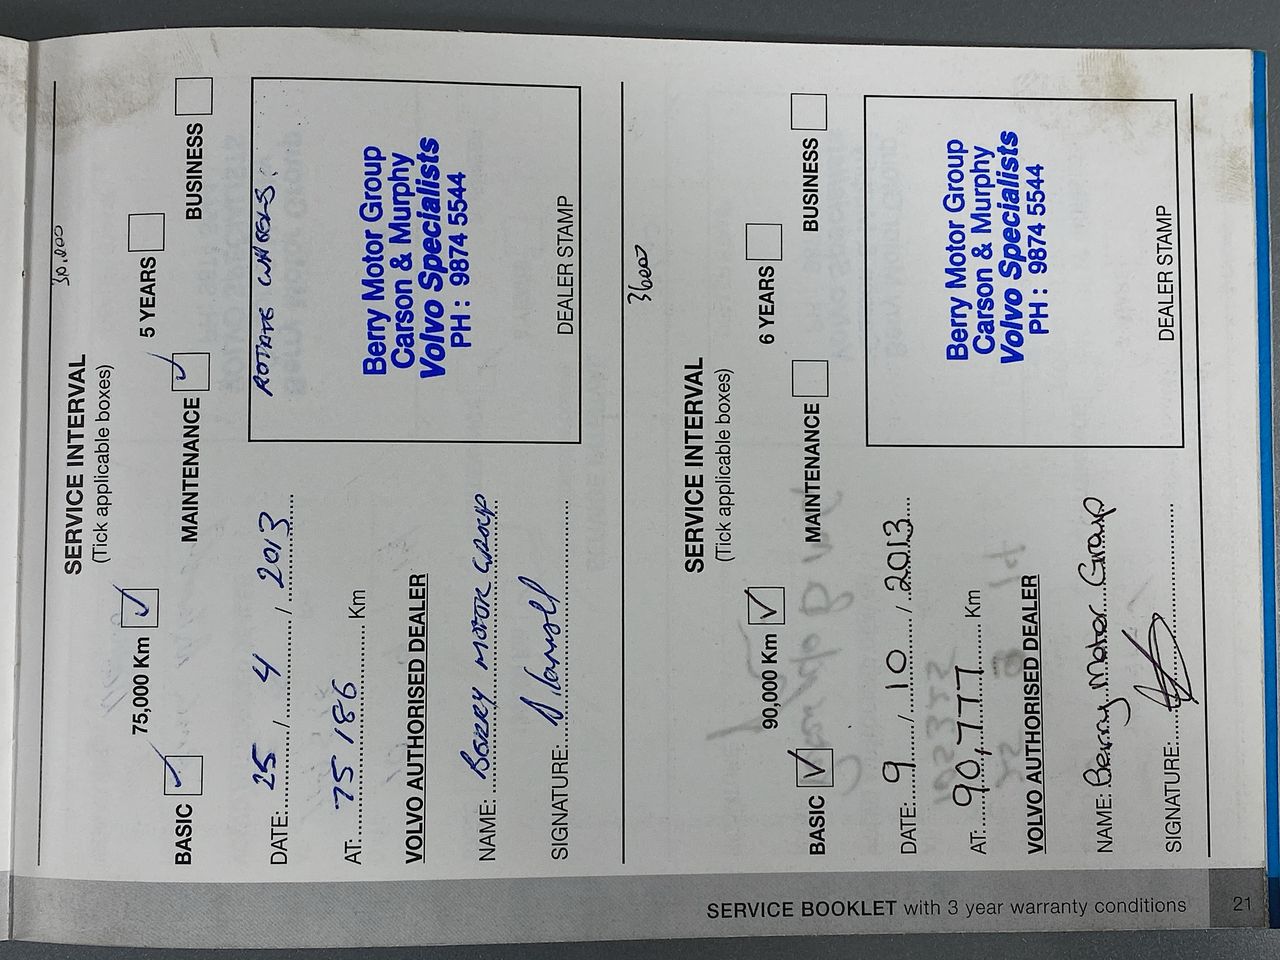 30,000
SERVICE INTERVAL
(Tick applicable boxes)
75,000 Km 5 YEARS
BASIC MAINTENANCE BUSINESS
DATE: 25 / 4 / 2013
AT: 75 186 Km
VOLVO AUTHORISED DEALER
NAME: BERRY MOTOR GROUP
SIGNATURE:
ROTATE WHEELS.
Berry Motor Group
Carson & Murphy
Volvo Specialists
PH : 9874 5544
DEALER STAMP
36000
SERVICE INTERVAL
(Tick applicable boxes)
90,000 Km 6 YEARS
BASIC MAINTENANCE BUSINESS
DATE: 9 / 10 / 2013
AT: 90,777 Km
VOLVO AUTHORISED DEALER
NAME: Berry Motor Group
SIGNATURE:
Berry Motor Group
Carson & Murphy
Volvo Specialists
PH : 9874 5544
DEALER STAMP
SERVICE BOOKLET with 3 year warranty conditions 21